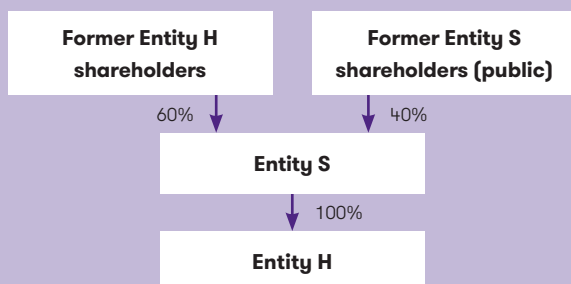 Former Entity H
shareholders
Former Entity S
shareholders (public)
60%
40%
Entity S
100%
Entity H